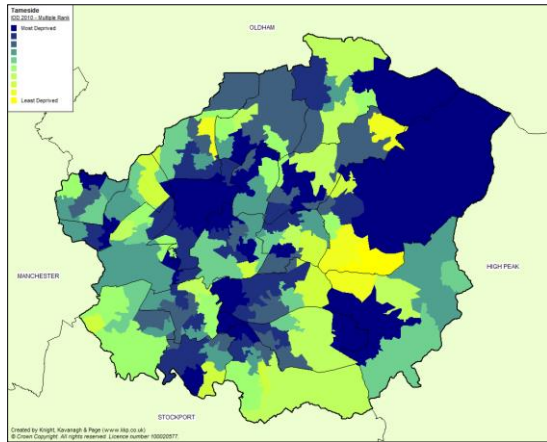 Tameside
IOD 2010 - Multiple Rank
Most Deprived
Least Deprived
OLDHAM
HIGH PEAK
MANCHESTER
STOCKPORT
Created by Knight, Kavanagh & Page (www.kkp.co.uk)
© Crown Copyright. All rights reserved. Licence number 100020577.